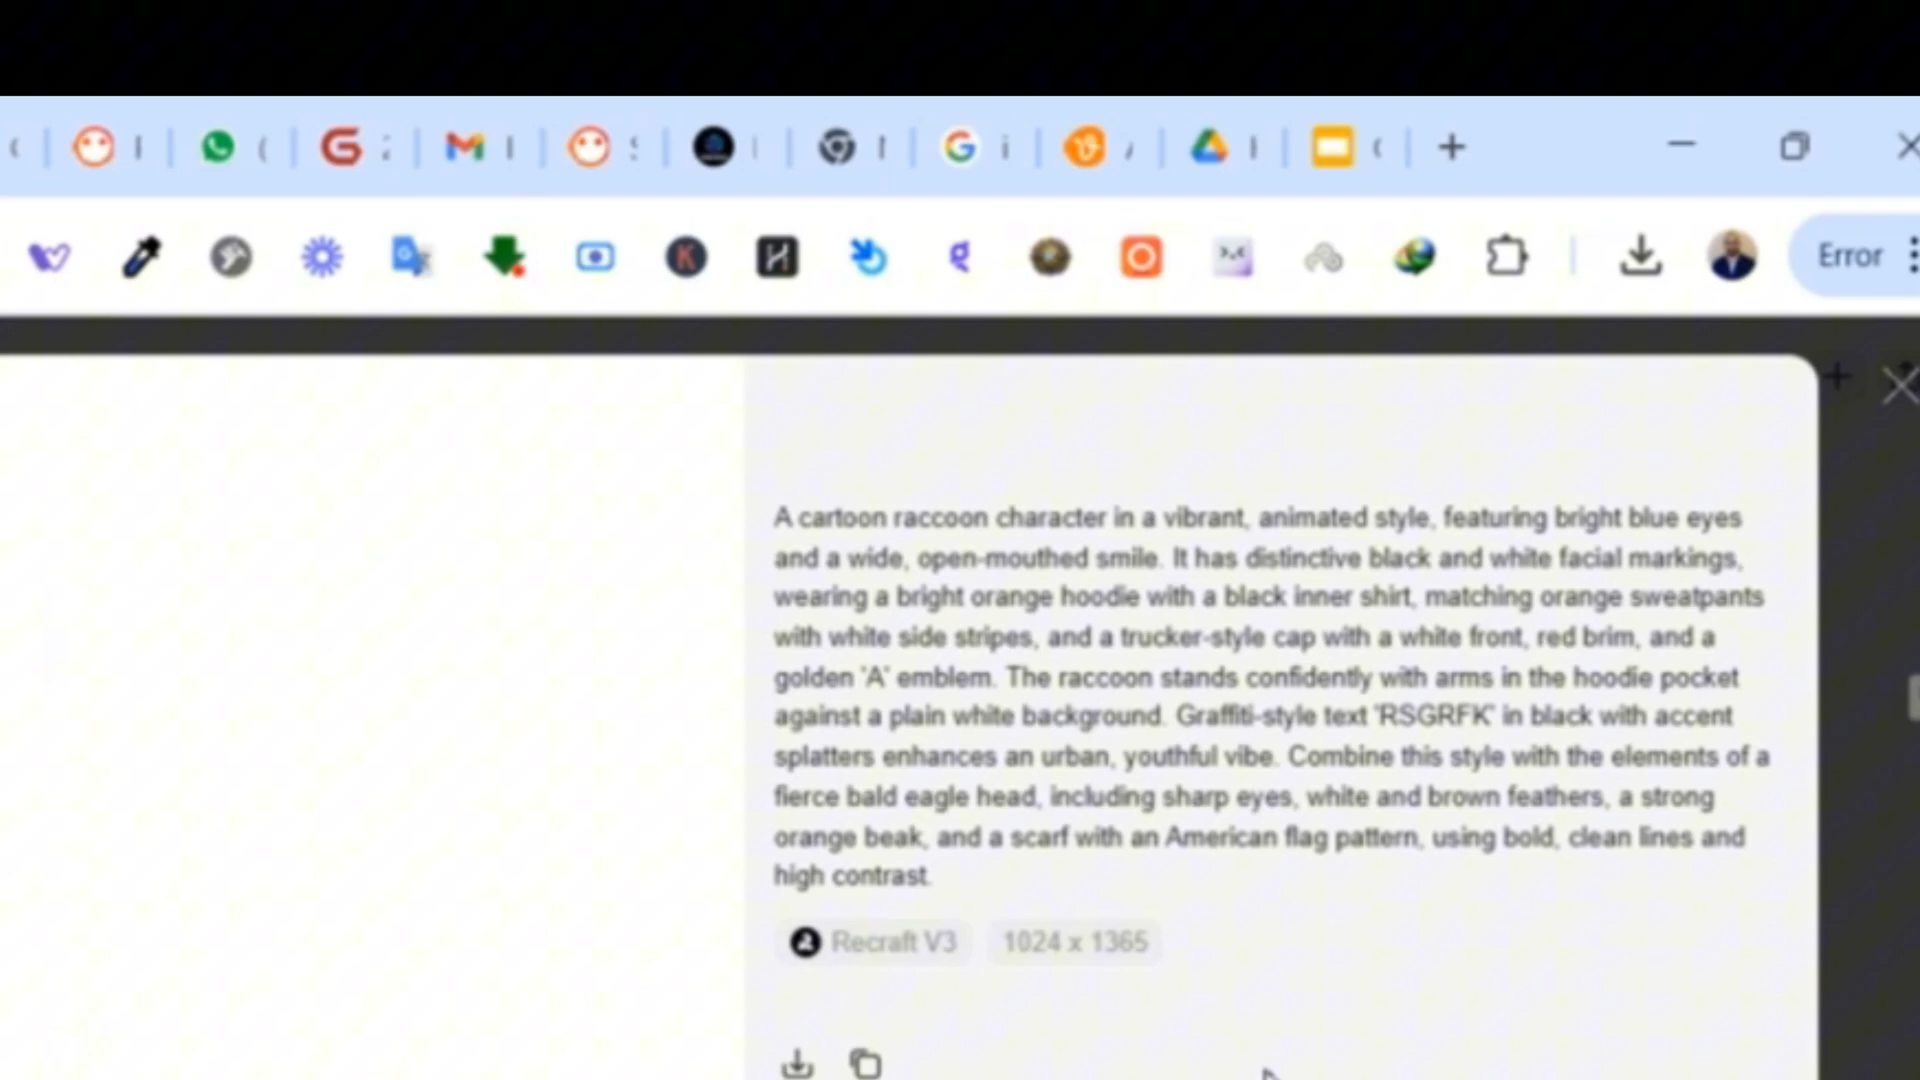 Error
A cartoon raccoon character in a vibrant, animated style, featuring bright blue eyes
and a wide, open-mouthed smile. It has distinctive black and white facial markings,
wearing a bright orange hoodie with a black inner shirt, matching orange sweatpants
with white side stripes, and a trucker-style cap with a white front, red brim, and a
golden 'A' emblem. The raccoon stands confidently with arms in the hoodie pocket
against a plain white background. Graffiti-style text 'RSGRFK' in black with accent
splatters enhances an urban, youthful vibe. Combine this style with the elements of a
fierce bald eagle head, including sharp eyes, white and brown feathers, a strong
orange beak, and a scarf with an American flag pattern, using bold, clean lines and
high contrast.
Recraft V3 1024 x 1365